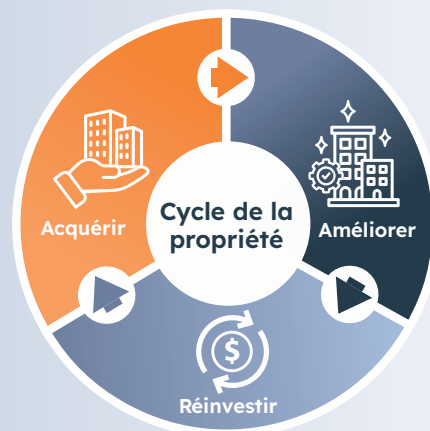 Cycle de la
propriété
Acquérir
Améliorer
$
Réinvestir